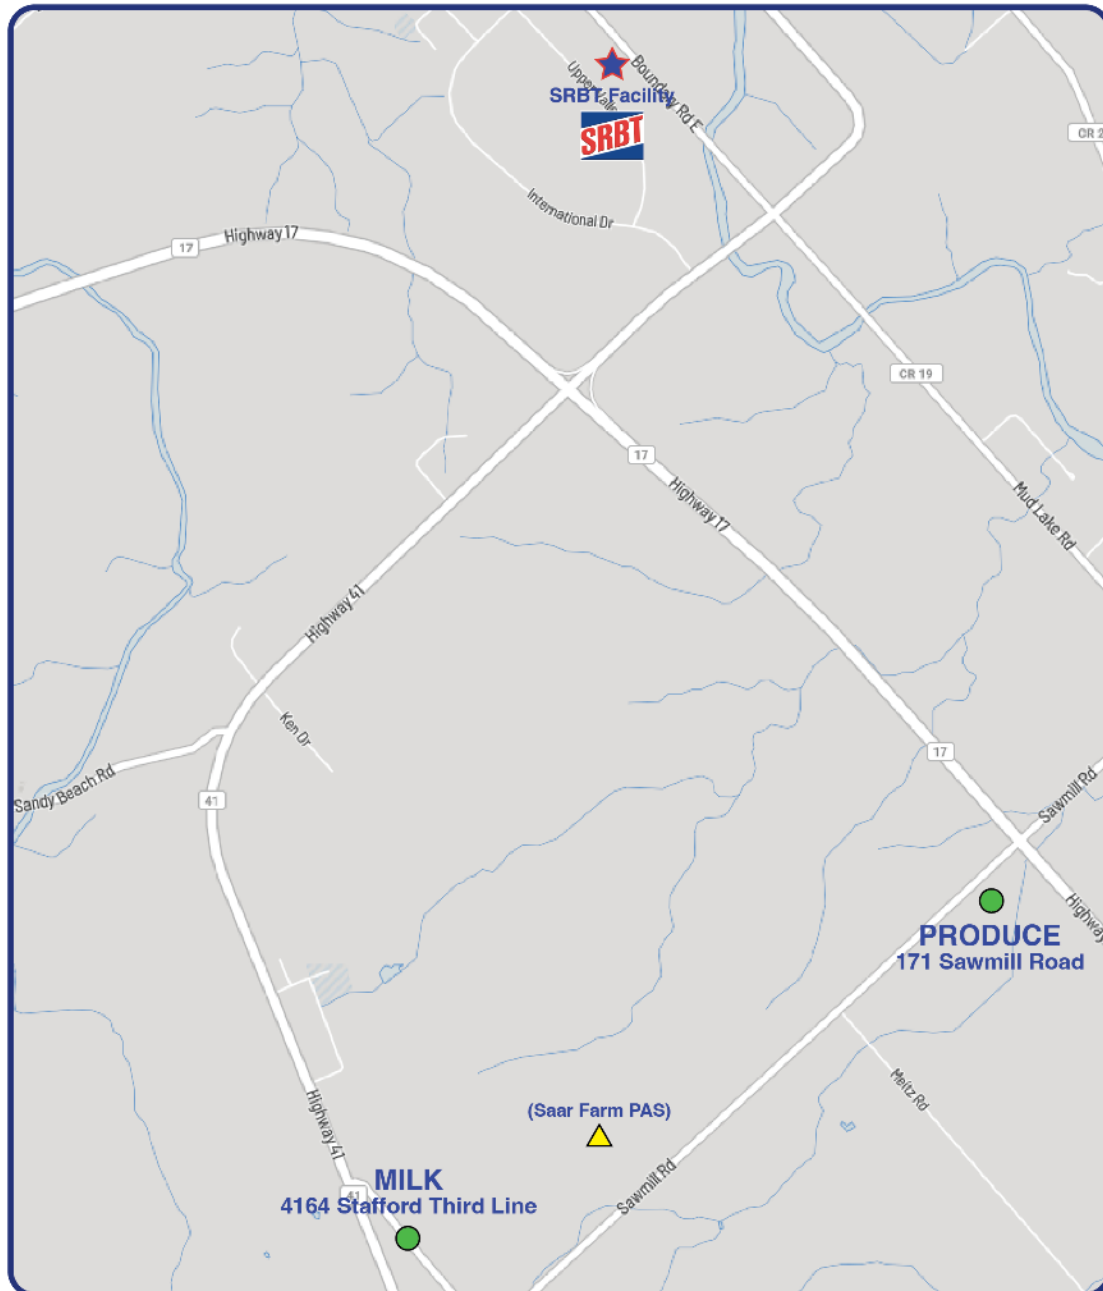 Boundary Rd E
SRBT Facility
SRBT
CR 2
International Dr
17
Highway 17
CR 19
17
Highway 17
Mud Lake Rd
Highway 41
Ken Dr
17
Sandy Beach Rd
41
Sawmill Rd
Highway
PRODUCE
171 Sawmill Road
Meitz Rd
(Saar Farm PAS)
Highway 41
Sawmill Rd
MILK
41
4164 Stafford Third Line